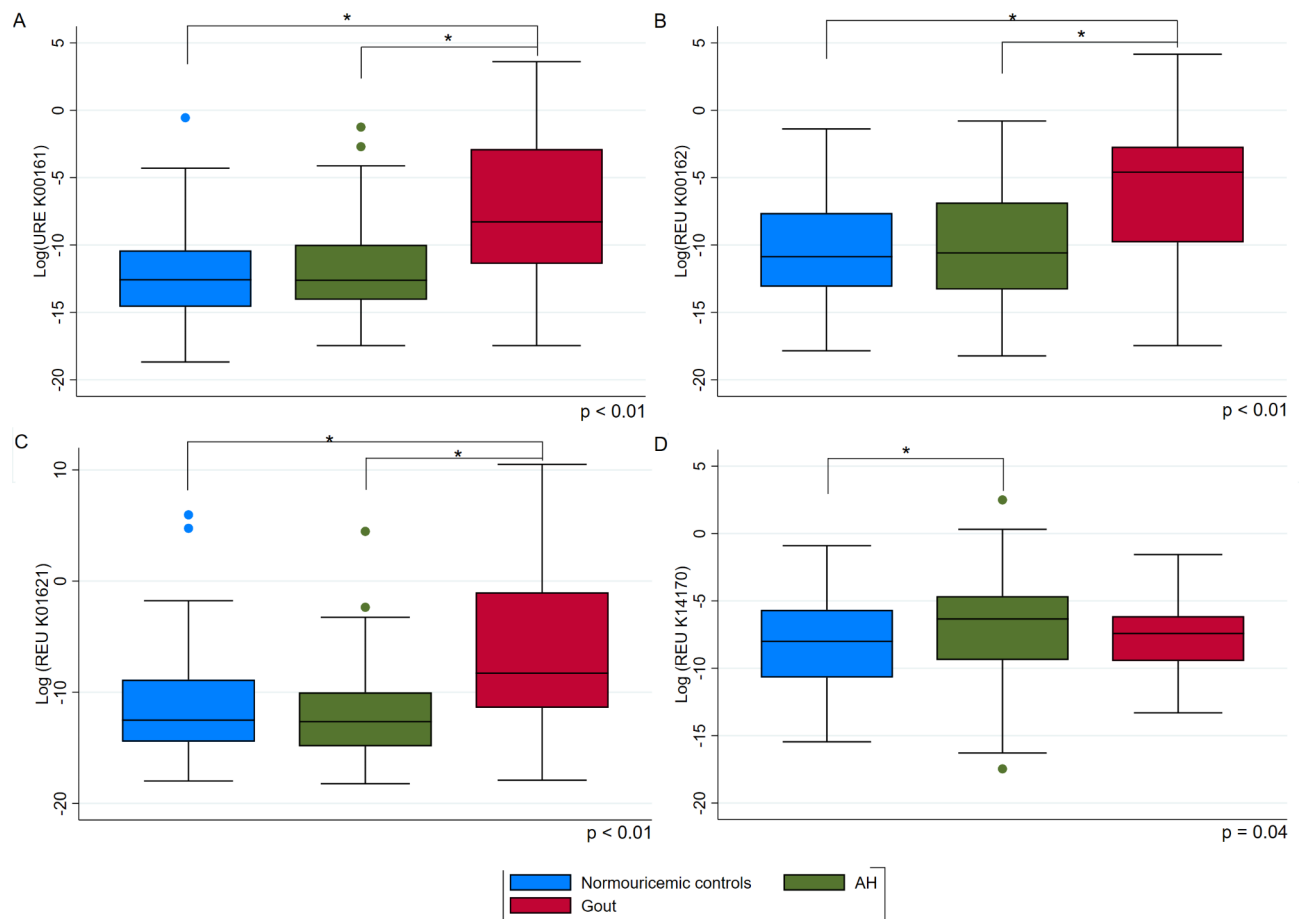 A
*
*
5
0
-5
-10
-15
-20
Log(URE K00161)
p < 0.01
B
*
*
5
0
-5
-10
-15
-20
Log(REU K00162)
p < 0.01
C
*
*
10
0
-10
-20
Log (REU K01621)
p < 0.01
D
*
5
0
-5
-10
-15
-20
Log (REU K14170)
p = 0.04
Normouricemic controls
AH
Gout